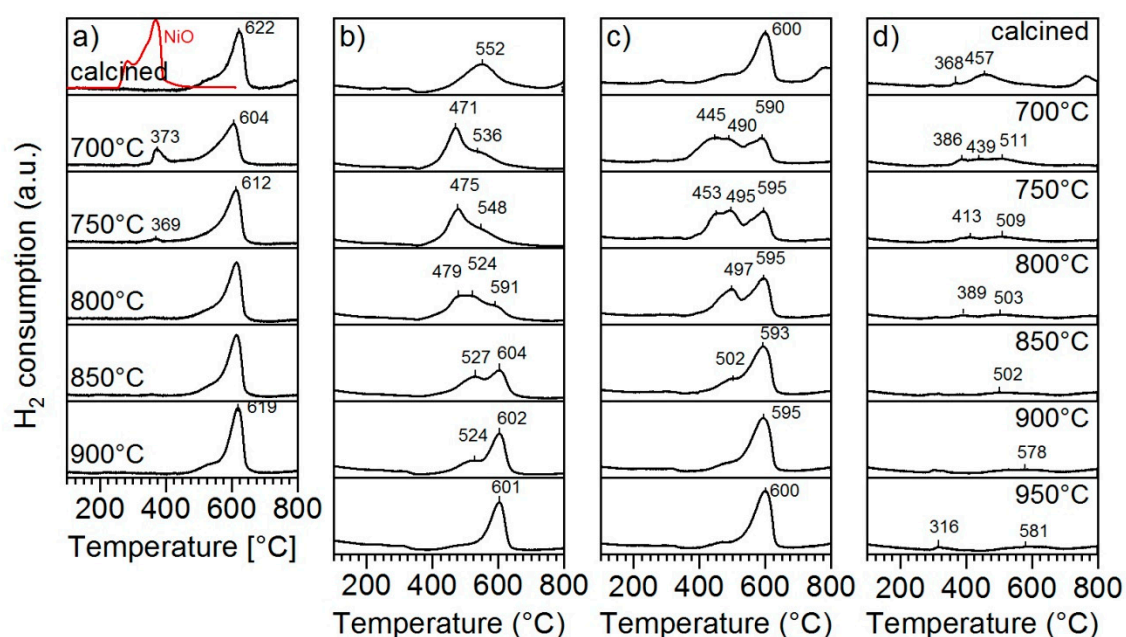 H₂ consumption (a.u.)
a)
NiO
622
calcined
373
604
700°C
612
369
750°C
800°C
850°C
619
900°C
200 400 600 800
Temperature [°C]
b)
552
471
536
475
548
479 524
591
527 604
602
524
601
200 400 600 800
Temperature (°C)
c)
600
445 490 590
453 495 595
497
595
593
502
595
600
200 400 600 800
Temperature (°C)
d)
calcined
368 457
700°C
386 439 511
750°C
413 509
800°C
389 503
850°C
502
900°C
578
950°C
316 581
200 400 600 800
Temperature (°C)